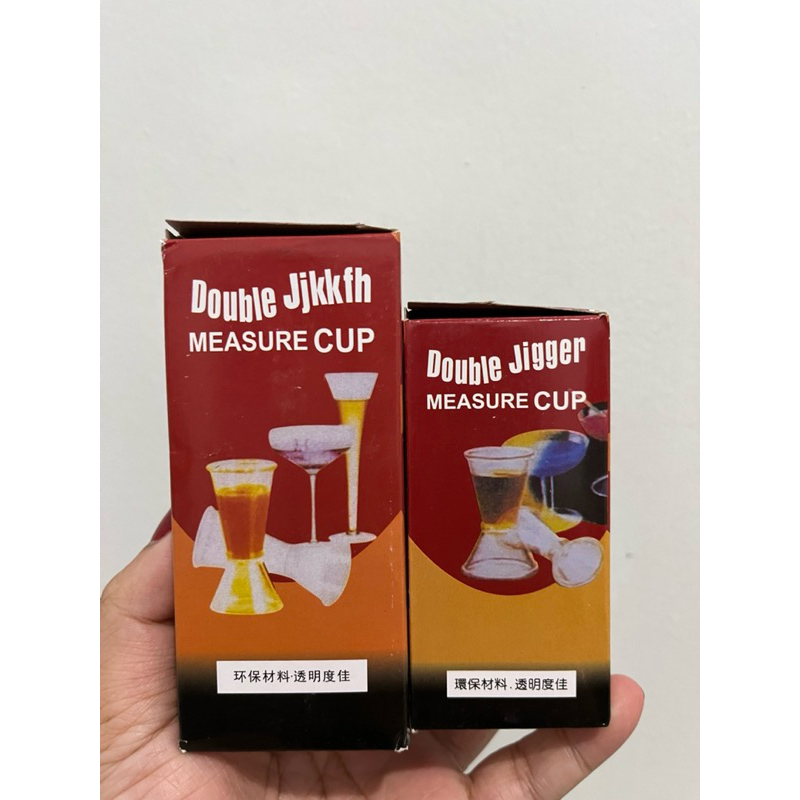 Double Jjkkfh
MEASURE CUP
环保材料·透明度佳
Double Jigger
MEASURE CUP
環保材料.透明度佳